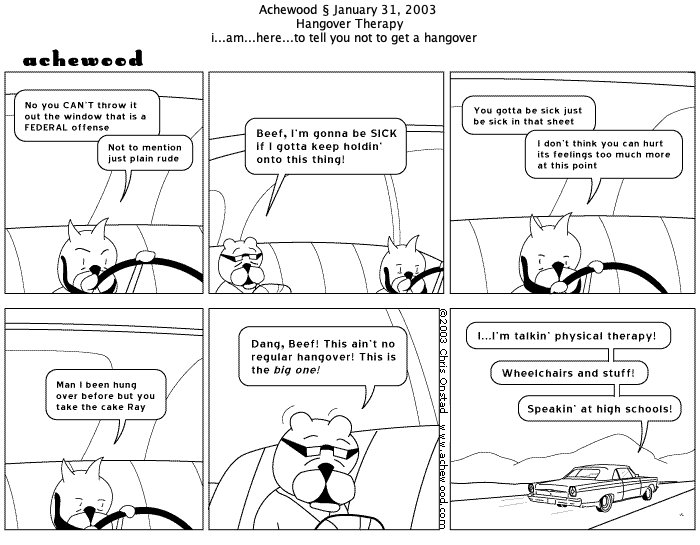 Achewood § January 31, 2003
Hangover Therapy
i...am...here...to tell you not to get a hangover
achewood
No you CAN'T throw it
out the window that is a
FEDERAL offense
Not to mention
just plain rude
Beef, I'm gonna be SICK
if I gotta keep holdin'
onto this thing!
You gotta be sick just
be sick in that sheet
I don't think you can hurt
its feelings too much more
at this point
Man I been hung
over before but you
take the cake Ray
Dang, Beef! This ain't no
regular hangover! This is
the big one!
©2003 Chris Onstad www.achewood.com
I...I'm talkin' physical therapy!
Wheelchairs and stuff!
Speakin' at high schools!